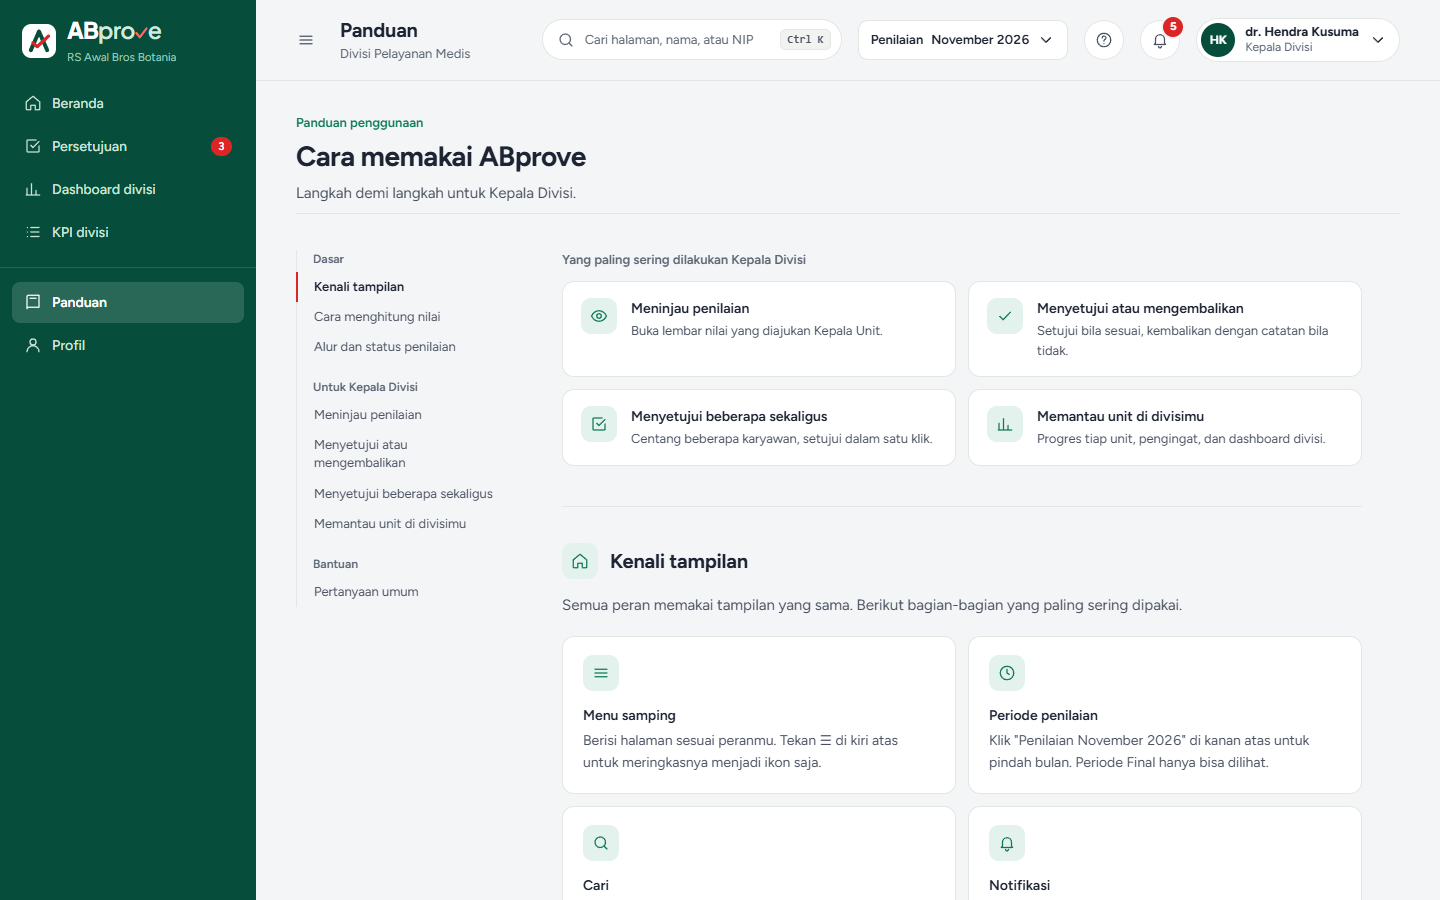 ABprove
RS Awal Bros Botania
Beranda
Persetujuan
3
Dashboard divisi
KPI divisi
Panduan
Profil
Panduan
Divisi Pelayanan Medis
Cari halaman, nama, atau NIP
Ctrl K
Penilaian November 2026
5
HK
dr. Hendra Kusuma
Kepala Divisi
Panduan penggunaan
Cara memakai ABprove
Langkah demi langkah untuk Kepala Divisi.
Dasar
Kenali tampilan
Cara menghitung nilai
Alur dan status penilaian
Untuk Kepala Divisi
Meninjau penilaian
Menyetujui atau
mengembalikan
Menyetujui beberapa sekaligus
Memantau unit di divisimu
Bantuan
Pertanyaan umum
Yang paling sering dilakukan Kepala Divisi
Meninjau penilaian
Buka lembar nilai yang diajukan Kepala Unit.
Menyetujui atau mengembalikan
Setujui bila sesuai, kembalikan dengan catatan bila
tidak.
Menyetujui beberapa sekaligus
Centang beberapa karyawan, setujui dalam satu klik.
Memantau unit di divisimu
Progres tiap unit, pengingat, dan dashboard divisi.
Kenali tampilan
Semua peran memakai tampilan yang sama. Berikut bagian-bagian yang paling sering dipakai.
Menu samping
Berisi halaman sesuai peranmu. Tekan ☰ di kiri atas
untuk meringkasnya menjadi ikon saja.
Periode penilaian
Klik "Penilaian November 2026" di kanan atas untuk
pindah bulan. Periode Final hanya bisa dilihat.
Cari
Notifikasi